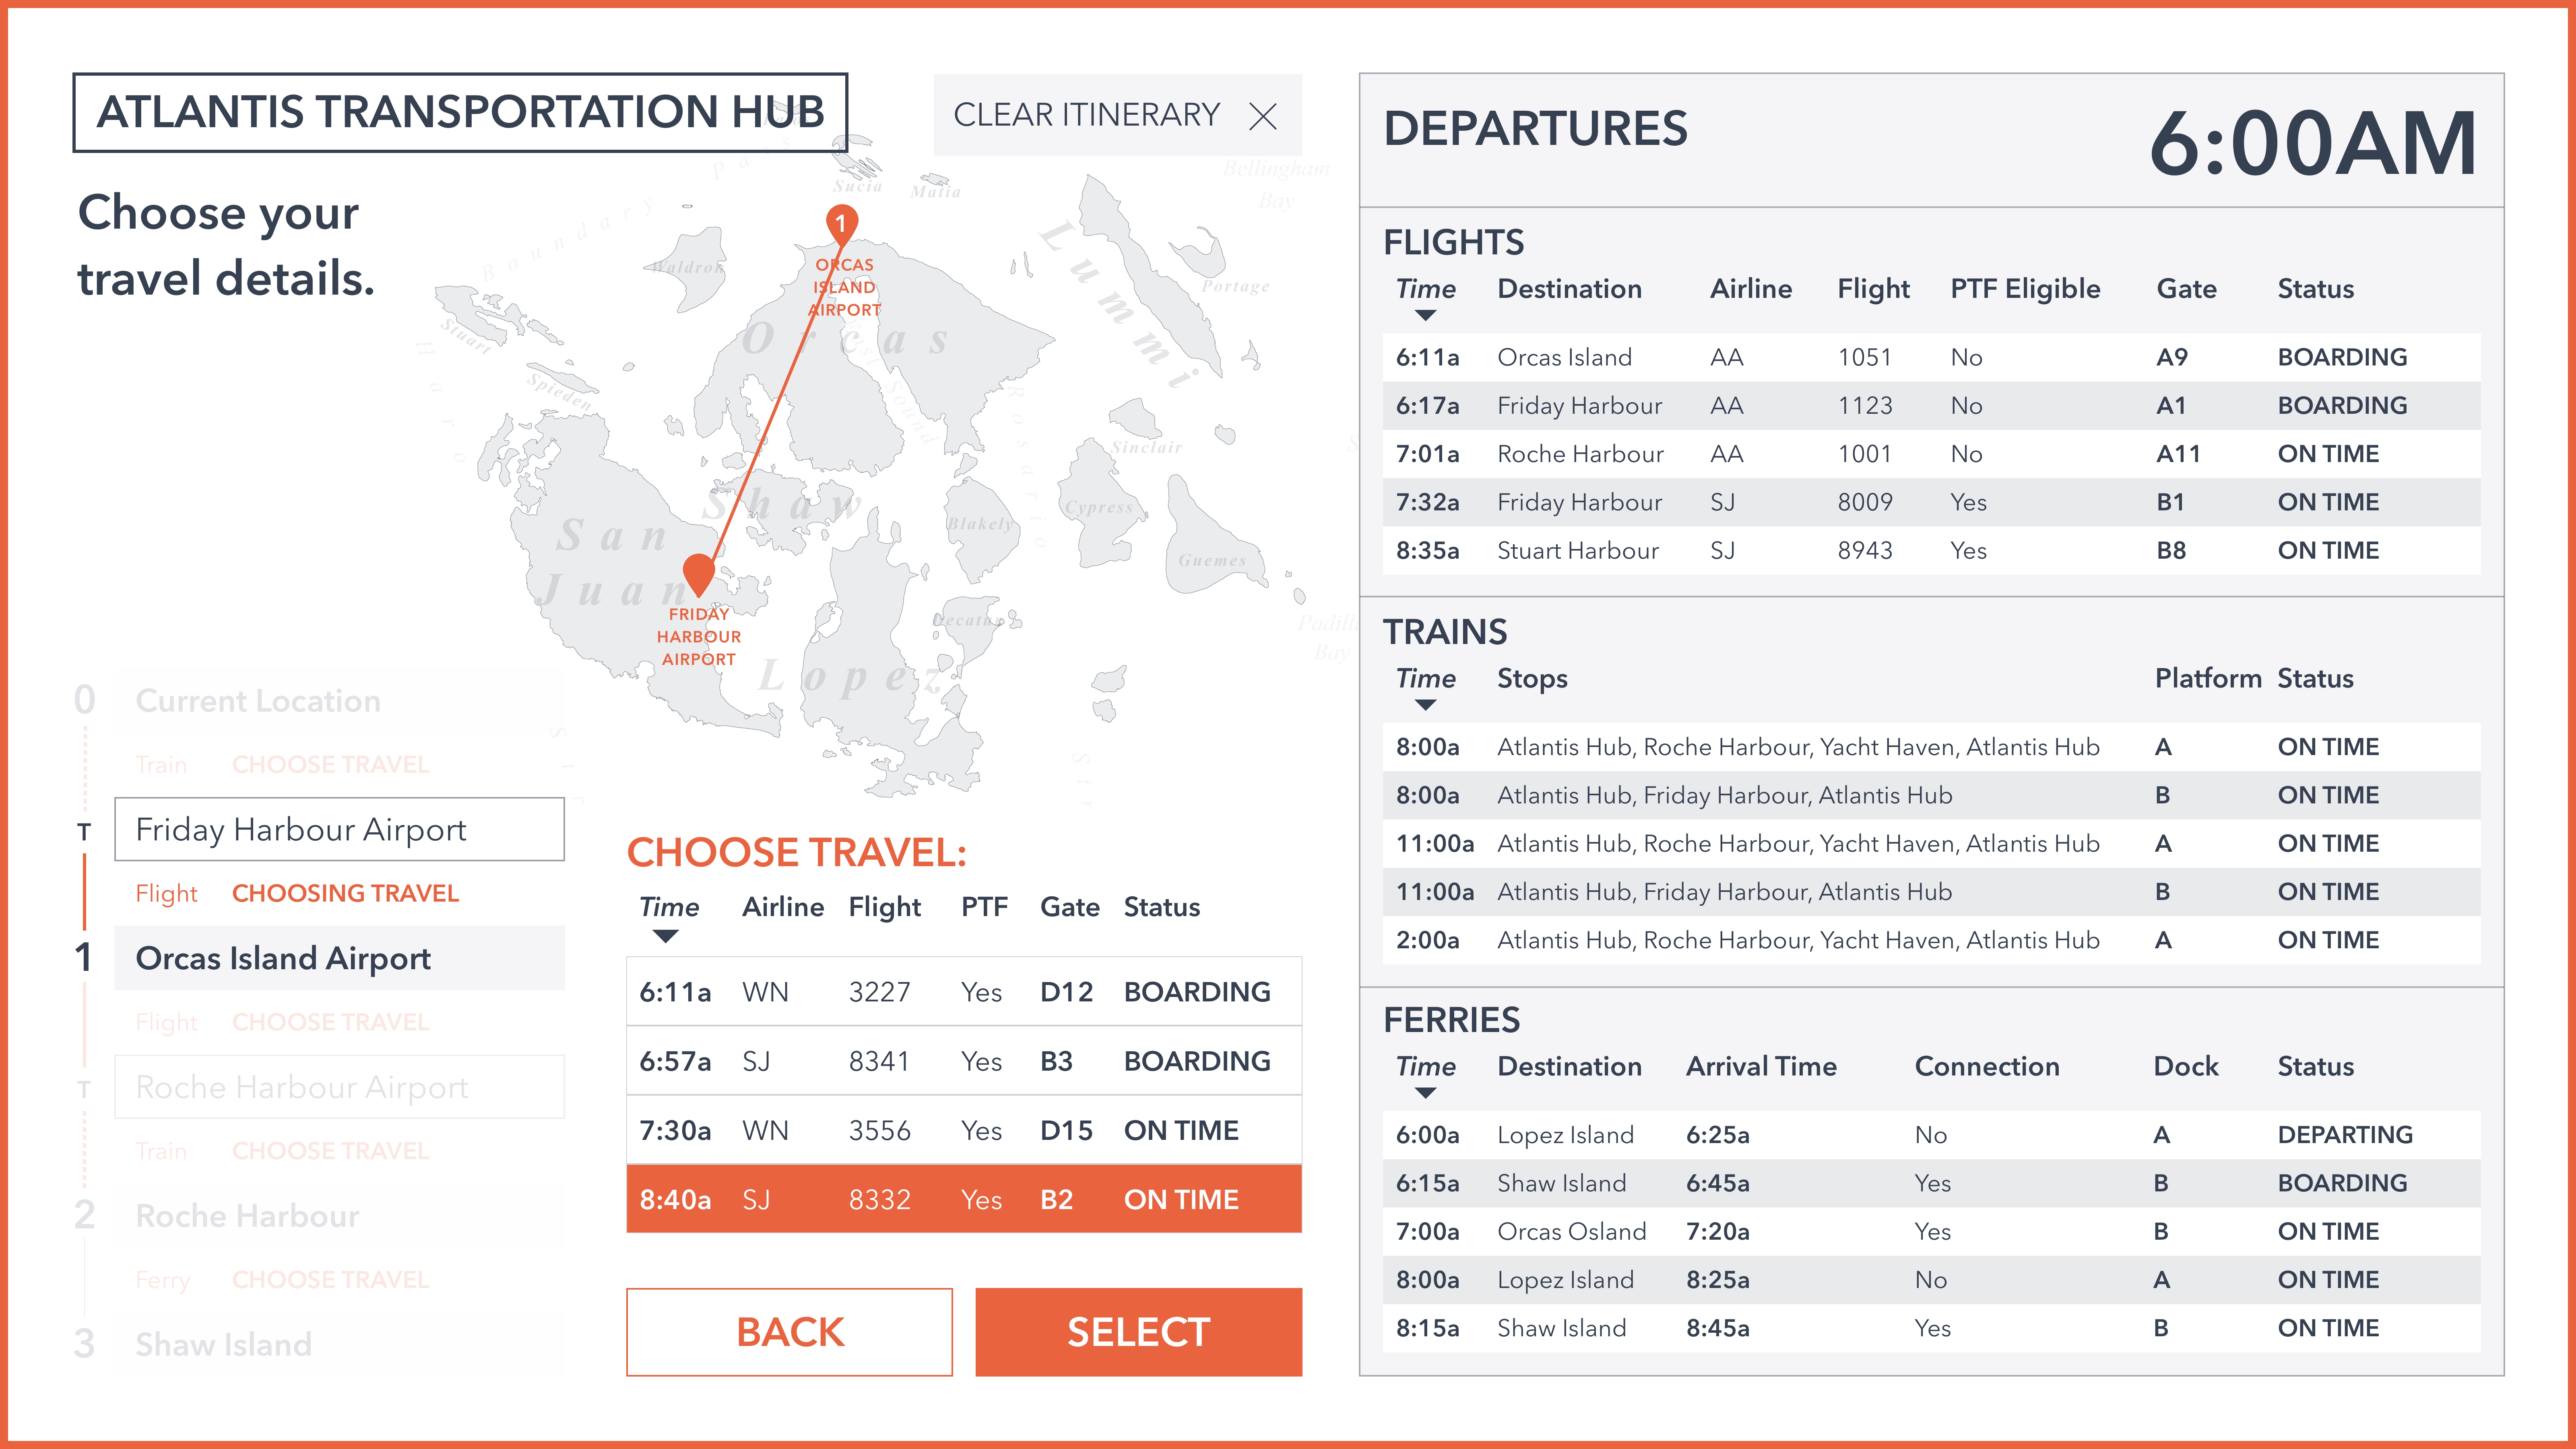 ATLANTIS TRANSPORTATION HUB
CLEAR ITINERARY
Choose your
travel details.
Sucia
Matia
Bellingham
Bay
Boundary
Waldron
Lummi
Portage
Stuart
Haro
Spieden
Orcas
East Sound
Rosario
Sinclair
Shaw
Cypress
Blakely
Guemes
San
Juan
Decatur
Lopez
Padilla
Bay
1
ORCAS
ISLAND
AIRPORT
FRIDAY
HARBOUR
AIRPORT
0 Current Location
Train CHOOSE TRAVEL
T Friday Harbour Airport
Flight CHOOSING TRAVEL
1 Orcas Island Airport
Flight CHOOSE TRAVEL
T Roche Harbour Airport
Train CHOOSE TRAVEL
2 Roche Harbour
Ferry CHOOSE TRAVEL
3 Shaw Island
CHOOSE TRAVEL:
Time Airline Flight PTF Gate Status
6:11a WN 3227 Yes D12 BOARDING
6:57a SJ 8341 Yes B3 BOARDING
7:30a WN 3556 Yes D15 ON TIME
8:40a SJ 8332 Yes B2 ON TIME
BACK
SELECT
DEPARTURES 6:00AM
FLIGHTS
Time Destination Airline Flight PTF Eligible Gate Status
6:11a Orcas Island AA 1051 No A9 BOARDING
6:17a Friday Harbour AA 1123 No A1 BOARDING
7:01a Roche Harbour AA 1001 No A11 ON TIME
7:32a Friday Harbour SJ 8009 Yes B1 ON TIME
8:35a Stuart Harbour SJ 8943 Yes B8 ON TIME
TRAINS
Time Stops Platform Status
8:00a Atlantis Hub, Roche Harbour, Yacht Haven, Atlantis Hub A ON TIME
8:00a Atlantis Hub, Friday Harbour, Atlantis Hub B ON TIME
11:00a Atlantis Hub, Roche Harbour, Yacht Haven, Atlantis Hub A ON TIME
11:00a Atlantis Hub, Friday Harbour, Atlantis Hub B ON TIME
2:00a Atlantis Hub, Roche Harbour, Yacht Haven, Atlantis Hub A ON TIME
FERRIES
Time Destination Arrival Time Connection Dock Status
6:00a Lopez Island 6:25a No A DEPARTING
6:15a Shaw Island 6:45a Yes B BOARDING
7:00a Orcas Osland 7:20a Yes B ON TIME
8:00a Lopez Island 8:25a No A ON TIME
8:15a Shaw Island 8:45a Yes B ON TIME